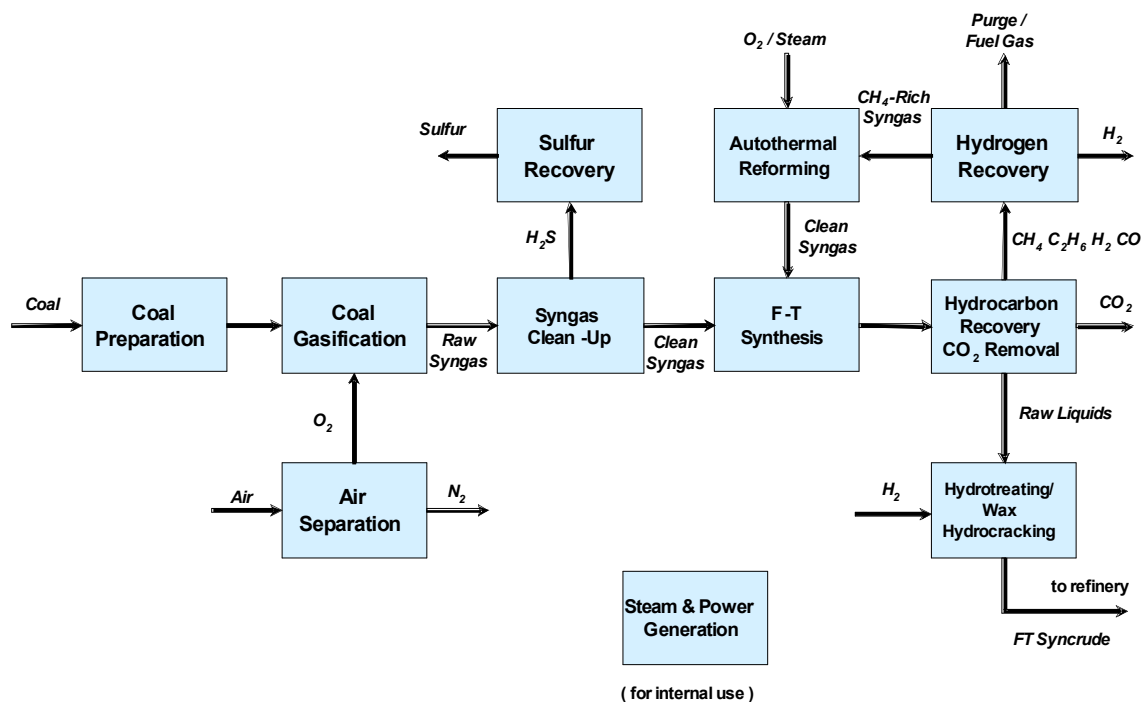 Purge /
Fuel Gas
O2 / Steam
CH4-Rich
Syngas
Sulfur
Sulfur
Recovery
Autothermal
Reforming
Hydrogen
Recovery
H2
H2S
Clean
Syngas
CH4 C2H6 H2 CO
Coal
Coal
Preparation
Coal
Gasification
Raw
Syngas
Syngas
Clean -Up
Clean
Syngas
F-T
Synthesis
Hydrocarbon
Recovery
CO2 Removal
CO2
O2
Raw Liquids
Air
Air
Separation
N2
H2
Hydrotreating/
Wax
Hydrocracking
Steam & Power
Generation
to refinery
FT Syncrude
( for internal use )